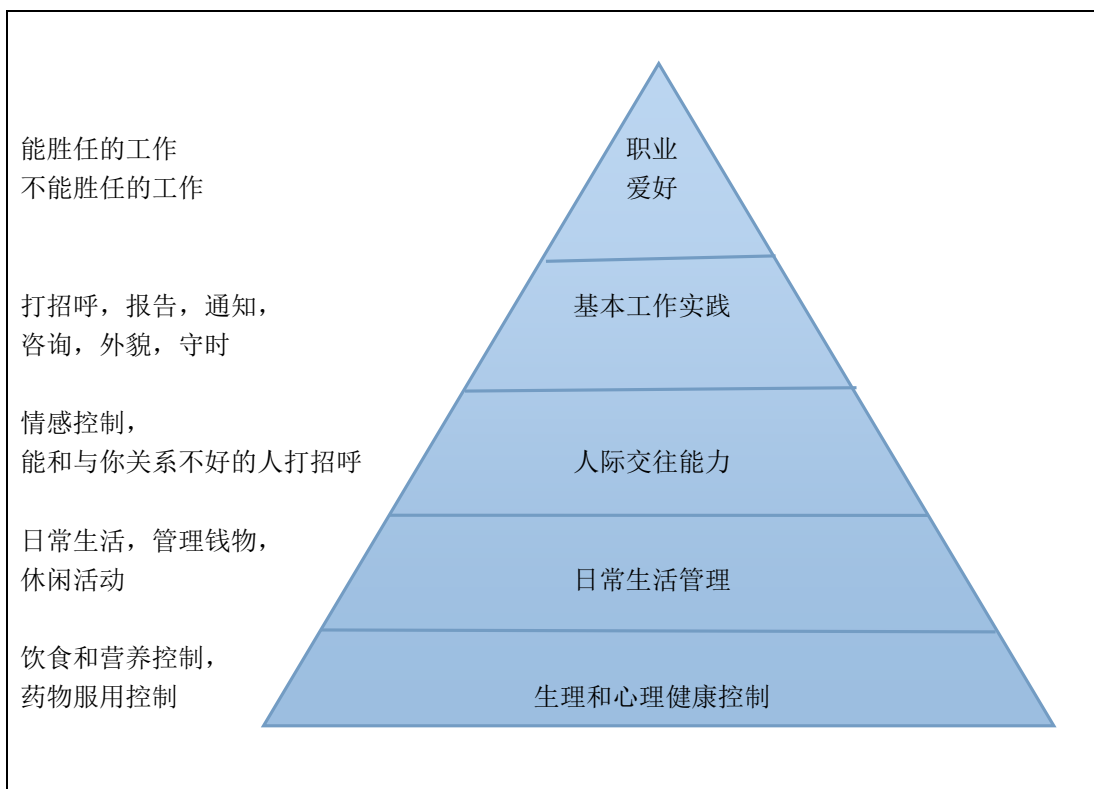 能胜任的工作
不能胜任的工作
职业
爱好
打招呼，报告，通知，
咨询，外貌，守时
基本工作实践
情感控制，
能和与你关系不好的人打招呼
人际交往能力
日常生活，管理钱物，
休闲活动
日常生活管理
饮食和营养控制，
药物服用控制
生理和心理健康控制